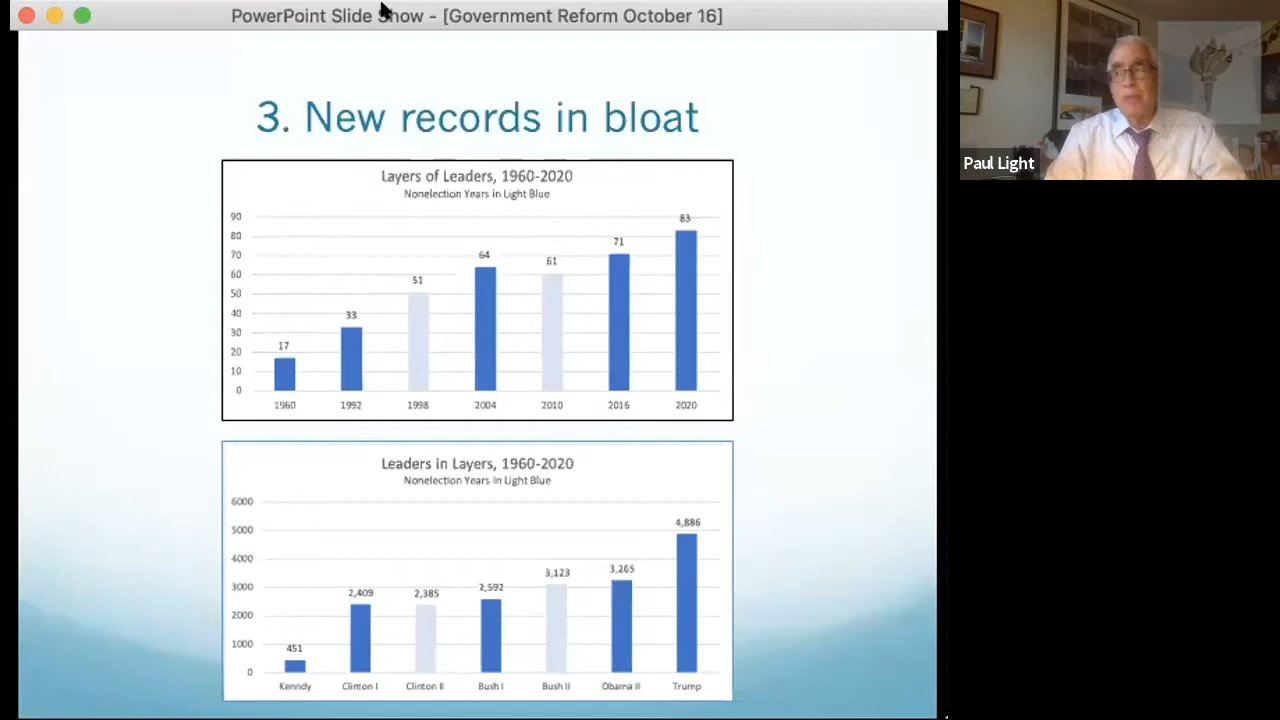 PowerPoint Slide Show - [Government Reform October 16]
3. New records in bloat
Layers of Leaders, 1960-2020
Nonelection Years in Light Blue
90
80
70
60
50
40
30
20
10
0
17
33
51
64
61
71
83
1960
1992
1998
2004
2010
2016
2020
Leaders in Layers, 1960-2020
Nonelection Years in Light Blue
6000
5000
4000
3000
2000
1000
0
451
2,409
2,385
2,592
3,123
3,265
4,886
Kenndy
Clinton I
Clinton II
Bush I
Bush II
Obama II
Trump
Paul Light